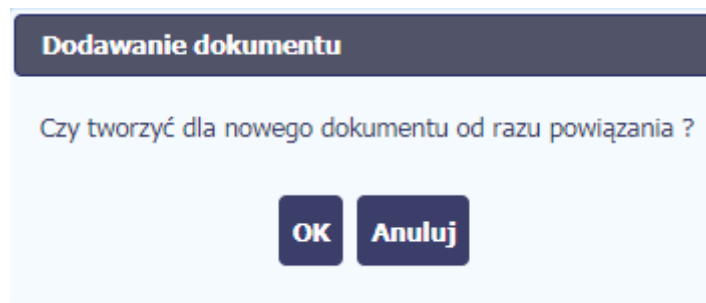 Dodawanie dokumentu
Czy tworzyć dla nowego dokumentu od razu powiązania ?
OK Anuluj